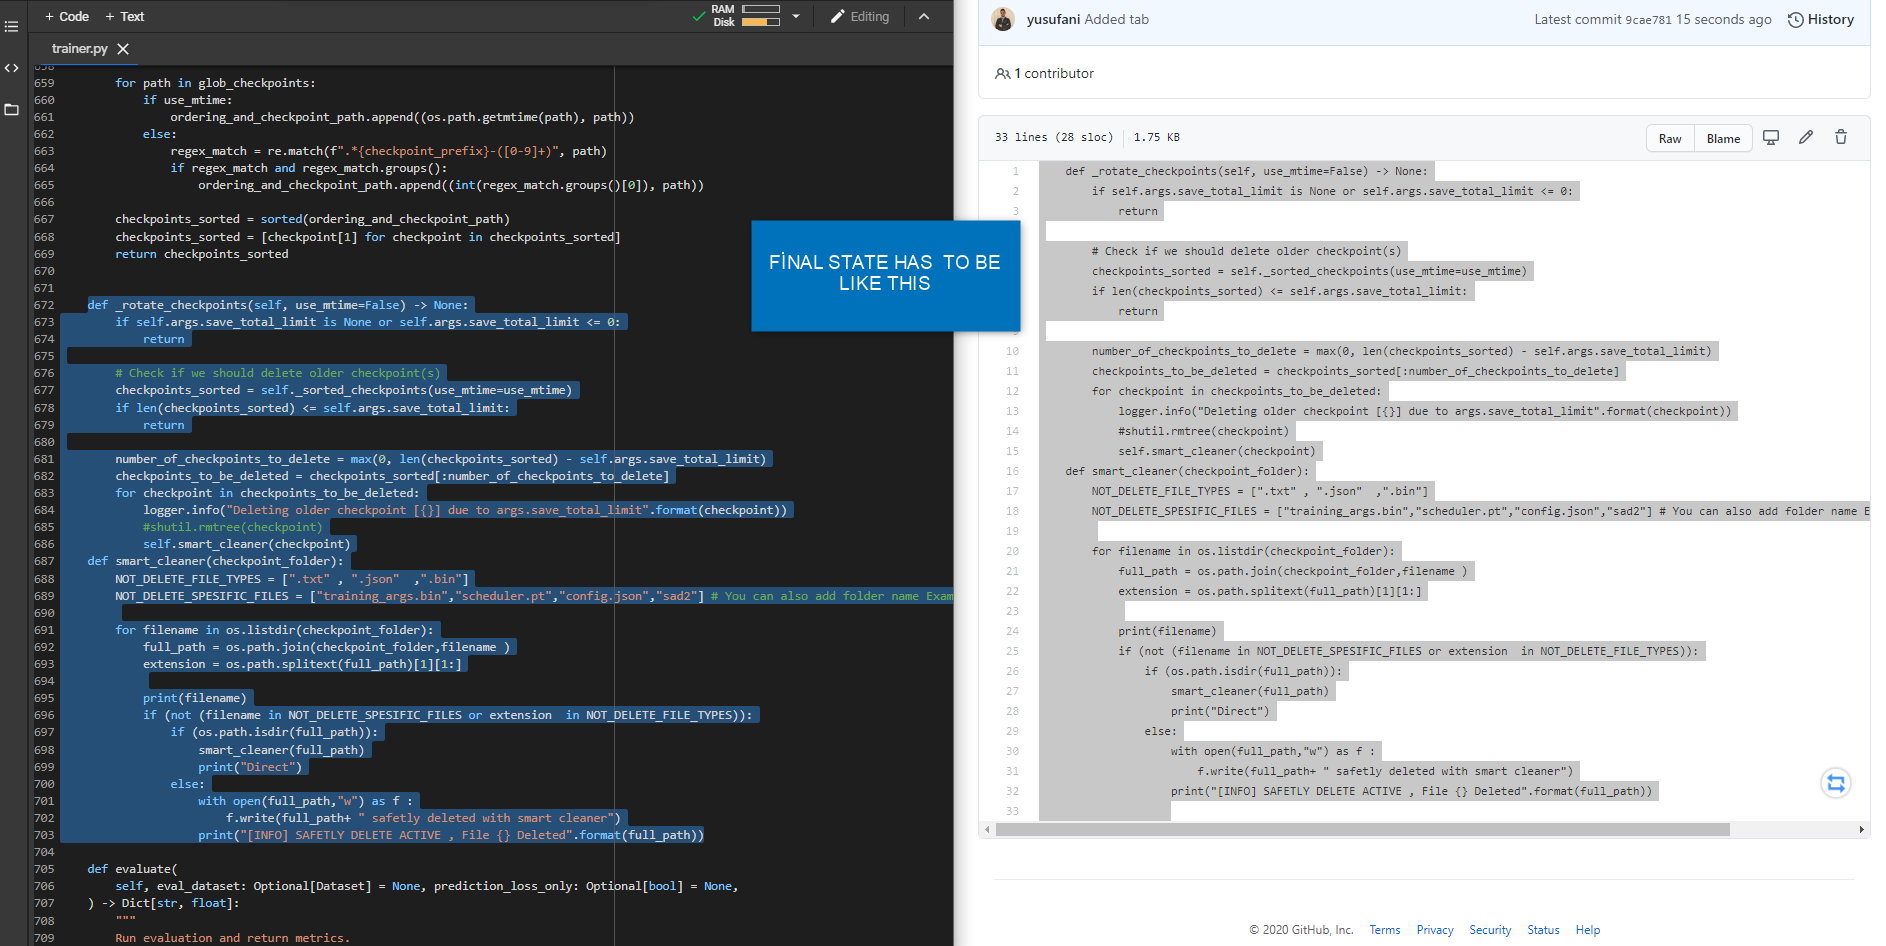 + Code + Text
RAM
Disk
Editing
trainer.py
658
659 for path in glob_checkpoints:
660 if use_mtime:
661 ordering_and_checkpoint_path.append((os.path.getmtime(path), path))
662 else:
663 regex_match = re.match(f".*{checkpoint_prefix}-([0-9]+)", path)
664 if regex_match and regex_match.groups():
665 ordering_and_checkpoint_path.append((int(regex_match.groups()[0]), path))
666
667 checkpoints_sorted = sorted(ordering_and_checkpoint_path)
668 checkpoints_sorted = [checkpoint[1] for checkpoint in checkpoints_sorted]
669 return checkpoints_sorted
670
671
672 def _rotate_checkpoints(self, use_mtime=False) -> None:
673 if self.args.save_total_limit is None or self.args.save_total_limit <= 0:
674 return
675
676 # Check if we should delete older checkpoint(s)
677 checkpoints_sorted = self._sorted_checkpoints(use_mtime=use_mtime)
678 if len(checkpoints_sorted) <= self.args.save_total_limit:
679 return
680
681 number_of_checkpoints_to_delete = max(0, len(checkpoints_sorted) - self.args.save_total_limit)
682 checkpoints_to_be_deleted = checkpoints_sorted[:number_of_checkpoints_to_delete]
683 for checkpoint in checkpoints_to_be_deleted:
684 logger.info("Deleting older checkpoint [{}] due to args.save_total_limit".format(checkpoint))
685 #shutil.rmtree(checkpoint)
686 self.smart_cleaner(checkpoint)
687 def smart_cleaner(checkpoint_folder):
688 NOT_DELETE_FILE_TYPES = [".txt" , ".json"  ,".bin"]
689 NOT_DELETE_SPESIFIC_FILES = ["training_args.bin","scheduler.pt","config.json","sad2"] # You can also add folder name Exam
690
691 for filename in os.listdir(checkpoint_folder):
692 full_path = os.path.join(checkpoint_folder,filename )
693 extension = os.path.splitext(full_path)[1][1:]
694
695 print(filename)
696 if (not (filename in NOT_DELETE_SPESIFIC_FILES or extension  in NOT_DELETE_FILE_TYPES)):
697 if (os.path.isdir(full_path)):
698 smart_cleaner(full_path)
699 print("Direct")
700 else:
701 with open(full_path,"w") as f :
702 f.write(full_path+ " safetly deleted with smart cleaner")
703 print("[INFO] SAFETLY DELETE ACTIVE , File {} Deleted".format(full_path))
704
705 def evaluate(
706 self, eval_dataset: Optional[Dataset] = None, prediction_loss_only: Optional[bool] = None,
707 ) -> Dict[str, float]:
708 """
709 Run evaluation and return metrics.
FİNAL STATE HAS  TO BE
LIKE THIS
yusufani Added tab
Latest commit 9cae781 15 seconds ago History
1 contributor
33 lines (28 sloc) 1.75 KB
Raw Blame
1 def _rotate_checkpoints(self, use_mtime=False) -> None:
2 if self.args.save_total_limit is None or self.args.save_total_limit <= 0:
3 return
# Check if we should delete older checkpoint(s)
checkpoints_sorted = self._sorted_checkpoints(use_mtime=use_mtime)
if len(checkpoints_sorted) <= self.args.save_total_limit:
return
10 number_of_checkpoints_to_delete = max(0, len(checkpoints_sorted) - self.args.save_total_limit)
11 checkpoints_to_be_deleted = checkpoints_sorted[:number_of_checkpoints_to_delete]
12 for checkpoint in checkpoints_to_be_deleted:
13 logger.info("Deleting older checkpoint [{}] due to args.save_total_limit".format(checkpoint))
14 #shutil.rmtree(checkpoint)
15 self.smart_cleaner(checkpoint)
16 def smart_cleaner(checkpoint_folder):
17 NOT_DELETE_FILE_TYPES = [".txt" , ".json"  ,".bin"]
18 NOT_DELETE_SPESIFIC_FILES = ["training_args.bin","scheduler.pt","config.json","sad2"] # You can also add folder name E
19
20 for filename in os.listdir(checkpoint_folder):
21 full_path = os.path.join(checkpoint_folder,filename )
22 extension = os.path.splitext(full_path)[1][1:]
23
24 print(filename)
25 if (not (filename in NOT_DELETE_SPESIFIC_FILES or extension  in NOT_DELETE_FILE_TYPES)):
26 if (os.path.isdir(full_path)):
27 smart_cleaner(full_path)
28 print("Direct")
29 else:
30 with open(full_path,"w") as f :
31 f.write(full_path+ " safetly deleted with smart cleaner")
32 print("[INFO] SAFETLY DELETE ACTIVE , File {} Deleted".format(full_path))
33
© 2020 GitHub, Inc. Terms Privacy Security Status Help